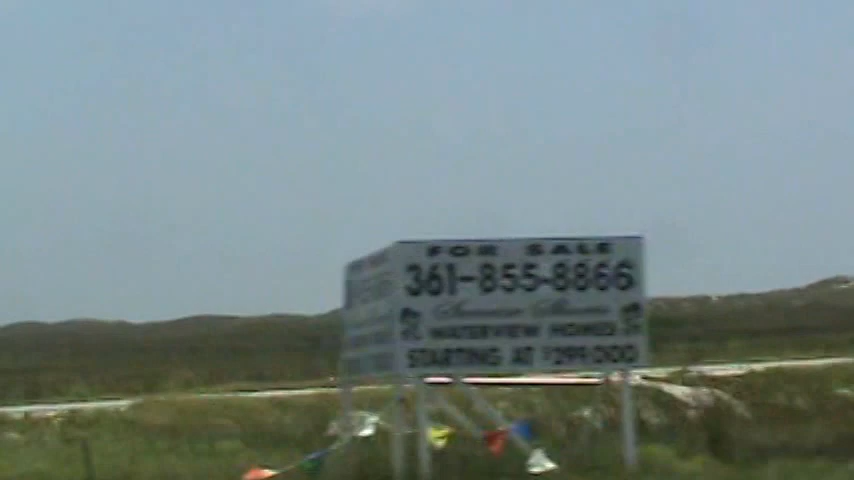 FOR SALE
361-855-8866
WATERVIEW HOMES
STARTING AT $299,000